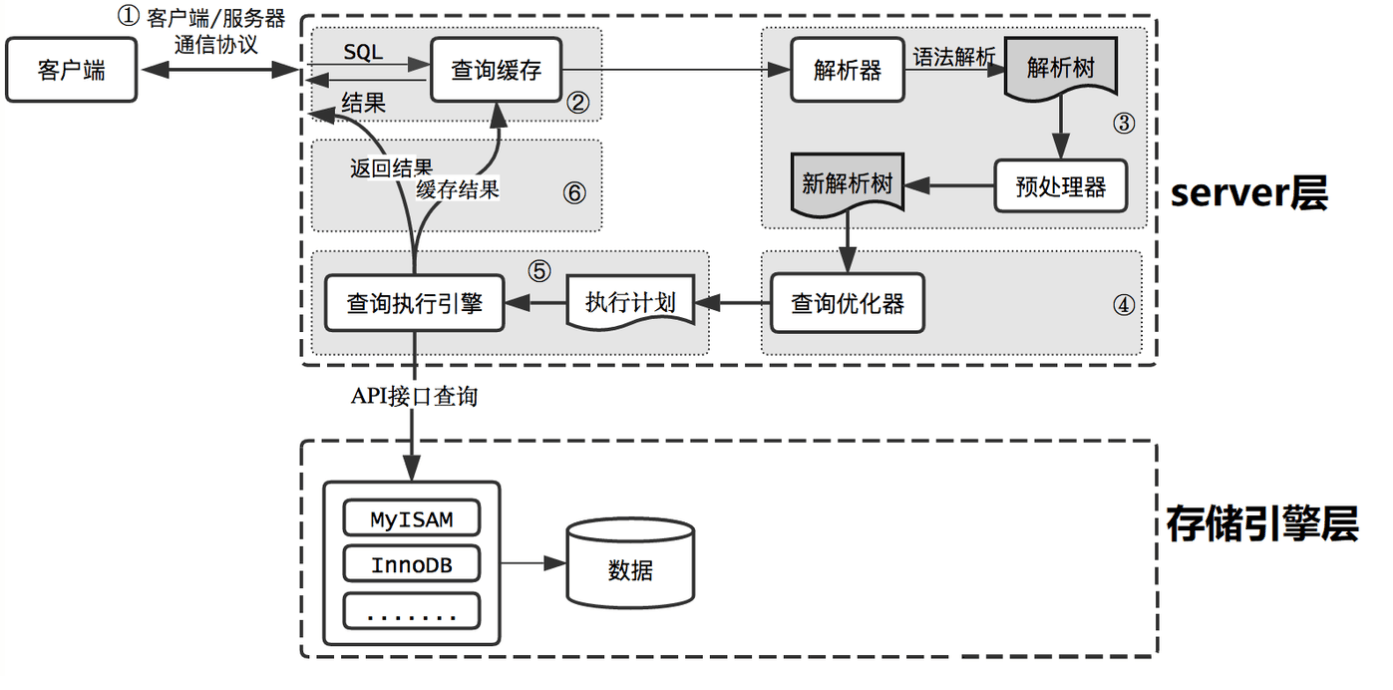 ① 客户端/服务器
通信协议
客户端
SQL
查询缓存
结果
②
解析器
语法解析
解析树
③
返回结果
缓存结果
⑥
新解析树
预处理器
server层
⑤
查询执行引擎
执行计划
查询优化器
④
API接口查询
MyISAM
InnoDB
.......
数据
存储引擎层